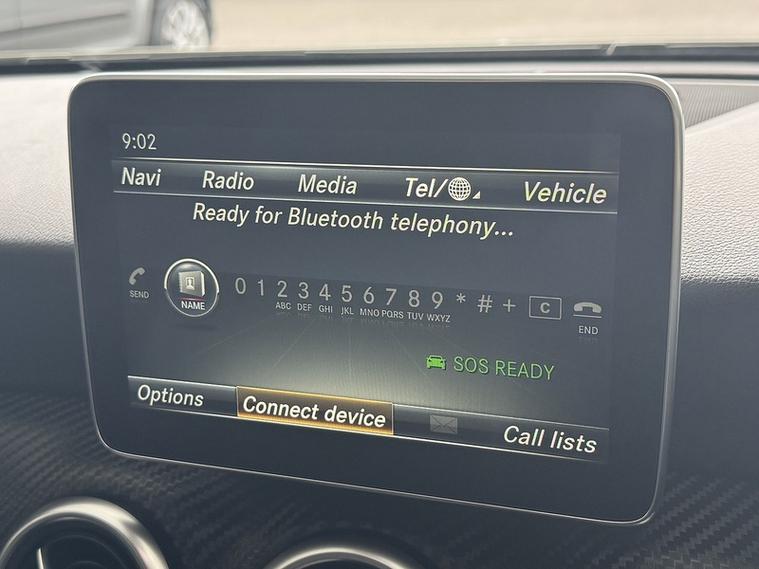 9:02
Navi Radio Media Tel/ Vehicle
Ready for Bluetooth telephony...
SEND NAME 0 1 2 3 4 5 6 7 8 9 * # + C END
ABC DEF GHI JKL MNO PQRS TUV WXYZ
SOS READY
Options Connect device Call lists